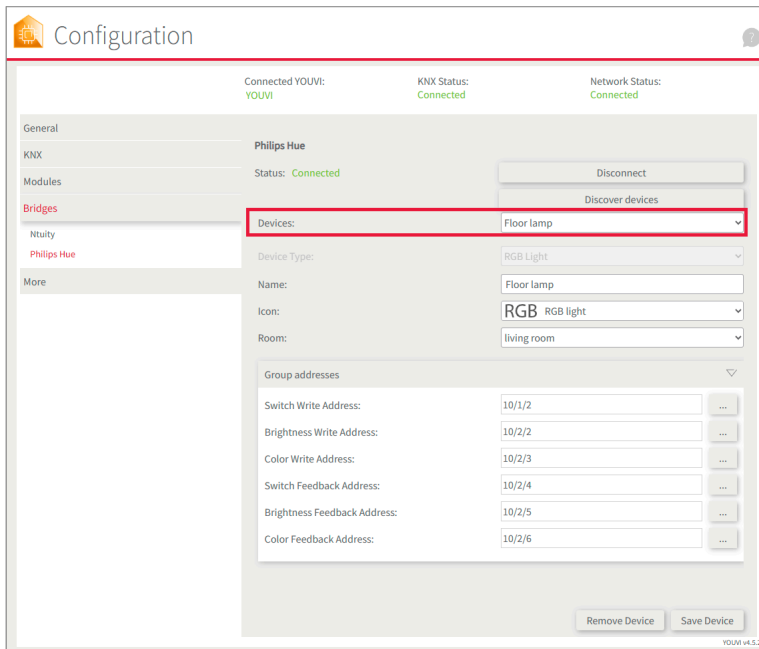 Configuration
?
Connected YOUVI: KNX Status: Network Status:
YOUVI Connected Connected
General
KNX
Modules
Bridges
Ntuity
Philips Hue
More
Philips Hue
Status: Connected Disconnect
Discover devices
Devices: Floor lamp
Device Type: RGB Light
Name: Floor lamp
Icon: RGB RGB light
Room: living room
Group addresses
Switch Write Address: 10/1/2 ...
Brightness Write Address: 10/2/2 ...
Color Write Address: 10/2/3 ...
Switch Feedback Address: 10/2/4 ...
Brightness Feedback Address: 10/2/5 ...
Color Feedback Address: 10/2/6 ...
Remove Device Save Device
YOUVI v4.5.2